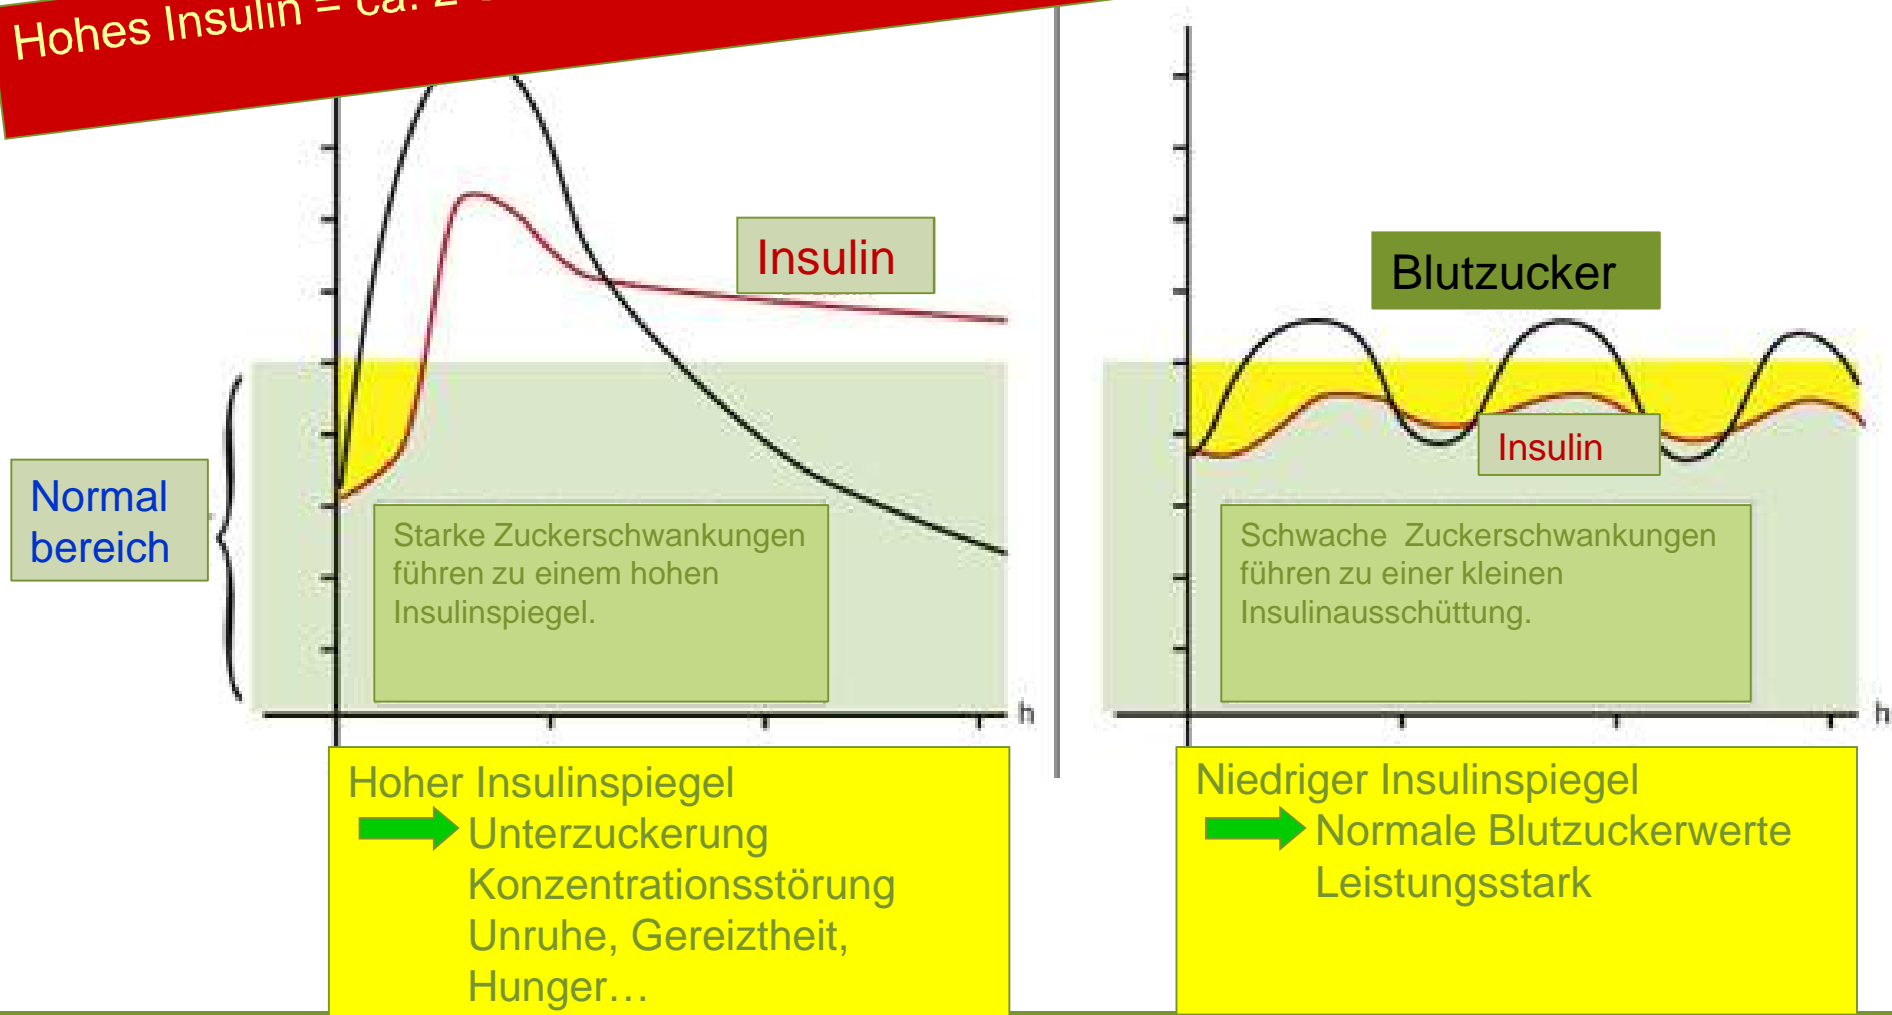 Hohes Insulin = ca. 2
Insulin
Blutzucker
Insulin
Normal
bereich
Starke Zuckerschwankungen
führen zu einem hohen
Insulinspiegel.
Schwache Zuckerschwankungen
führen zu einer kleinen
Insulinausschüttung.
h
h
Hoher Insulinspiegel
Unterzuckerung
Konzentrationsstörung
Unruhe, Gereiztheit,
Hunger…
Niedriger Insulinspiegel
Normale Blutzuckerwerte
Leistungsstark